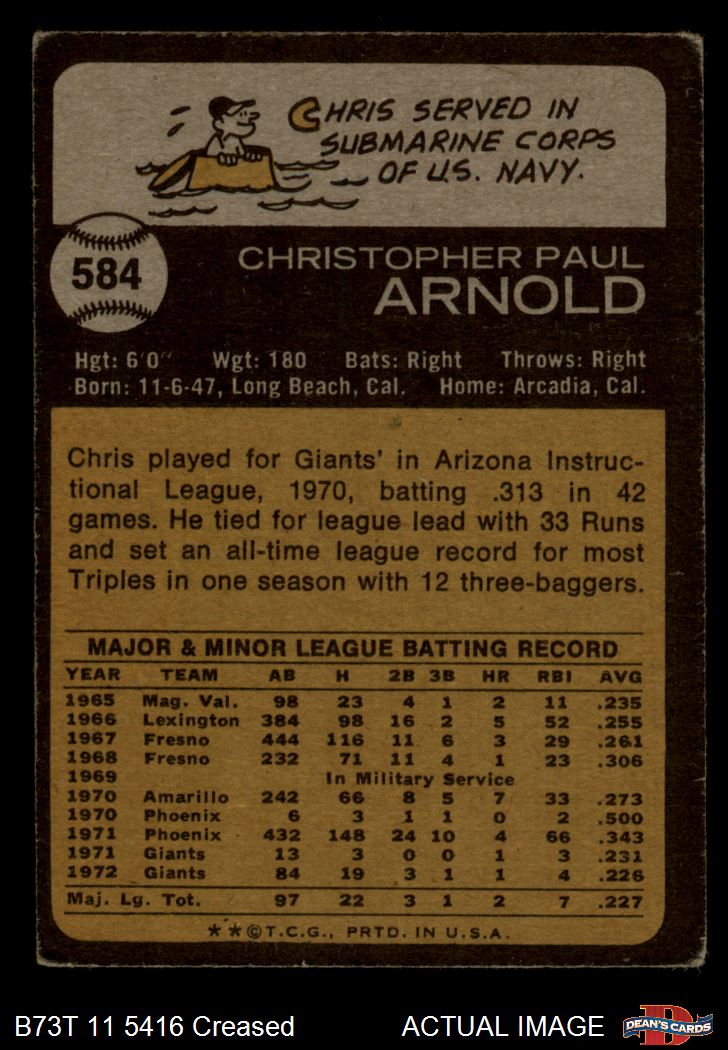 CHRIS SERVED IN
SUBMARINE CORPS
OF U.S. NAVY.
584
CHRISTOPHER PAUL
ARNOLD
Hgt: 6'0" Wgt: 180 Bats: Right Throws: Right
Born: 11-6-47, Long Beach, Cal. Home: Arcadia, Cal.
Chris played for Giants' in Arizona Instruc-
tional League, 1970, batting .313 in 42
games. He tied for league lead with 33 Runs
and set an all-time league record for most
Triples in one season with 12 three-baggers.
MAJOR & MINOR LEAGUE BATTING RECORD
YEAR TEAM AB H 2B 3B HR RBI AVG
1965 Mag. Val. 98 23 4 1 2 11 .235
1966 Lexington 384 98 16 2 5 52 .255
1967 Fresno 444 116 11 6 3 29 .261
1968 Fresno 232 71 11 4 1 23 .306
1969 In Military Service
1970 Amarillo 242 66 8 5 7 33 .273
1970 Phoenix 6 3 1 1 0 2 .500
1971 Phoenix 432 148 24 10 4 66 .343
1971 Giants 13 3 0 0 1 3 .231
1972 Giants 84 19 3 1 1 4 .226
Maj. Lg. Tot. 97 22 3 1 2 7 .227
**©T.C.G., PRTD. IN U.S.A.
B73T 11 5416 Creased ACTUAL IMAGE
D
DEAN'S CARDS